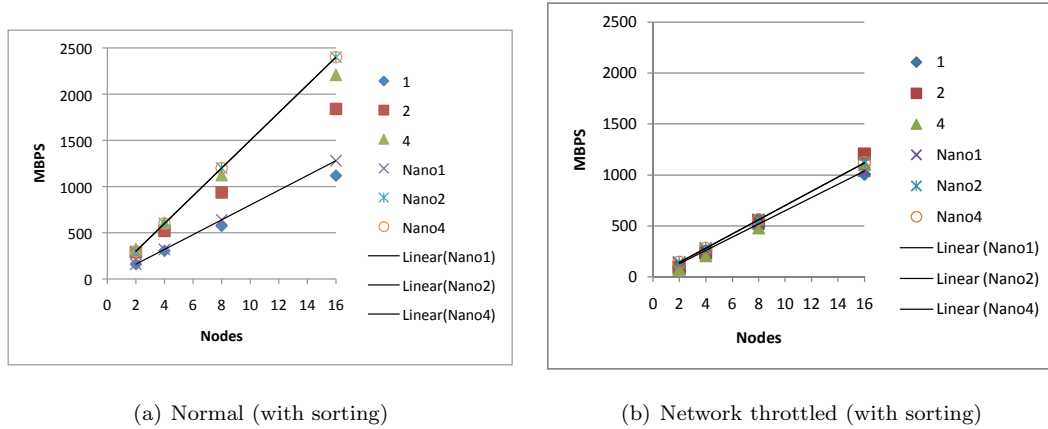 2500
2000
1500
1000
500
0
MBPS
0 2 4 6 8 10 12 14 16
Nodes
1
2
4
Nano1
Nano2
Nano4
Linear(Nano1)
Linear(Nano2)
Linear(Nano4)
(a) Normal (with sorting)
2500
2000
1500
1000
500
0
MBPS
0 2 4 6 8 10 12 14 16
Nodes
1
2
4
Nano1
Nano2
Nano4
Linear (Nano1)
Linear (Nano2)
Linear (Nano4)
(b) Network throttled (with sorting)